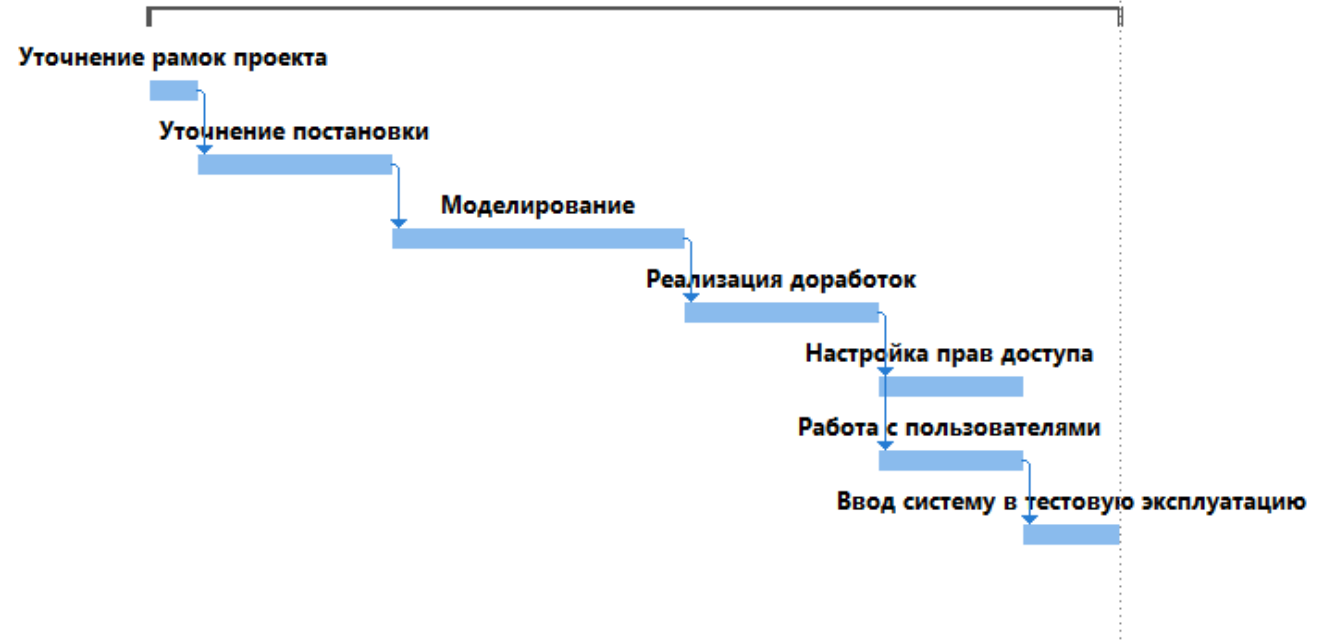 Уточнение рамок проекта
Уточнение постановки
Моделирование
Реализация доработок
Настройка прав доступа
Работа с пользователями
Ввод систему в тестовую эксплуатацию